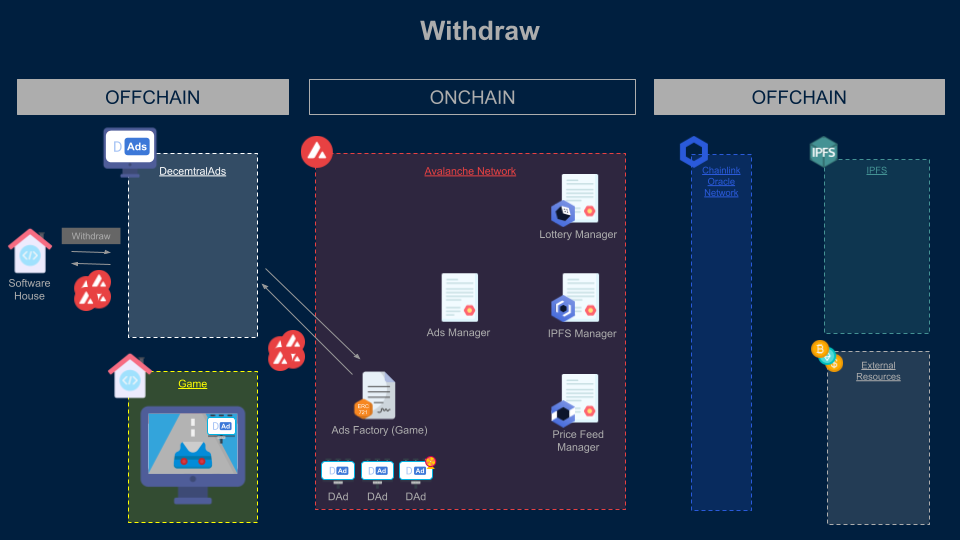 Withdraw
OFFCHAIN
ONCHAIN
OFFCHAIN
D Ads
DecemtralAds
Withdraw
Software
House
Game
D Ad
Avalanche Network
Lottery Manager
Ads Manager
IPFS Manager
ERC
721
Ads Factory (Game)
Price Feed
Manager
D Ad
D Ad
D Ad
DAd
DAd
DAd
Chainlink
Oracle
Network
IPFS
IPFS
External
Resources